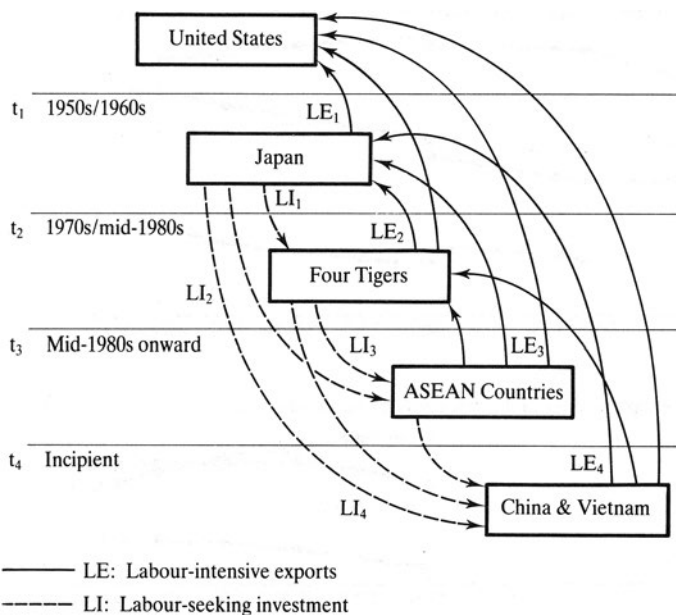 United States
t₁ 1950s/1960s
LE₁
Japan
LI₁
t₂ 1970s/mid-1980s
LE₂
Four Tigers
LI₂
LI₃
LE₃
t₃ Mid-1980s onward
ASEAN Countries
t₄ Incipient
LE₄
China & Vietnam
LI₄
LE: Labour-intensive exports
LI: Labour-seeking investment